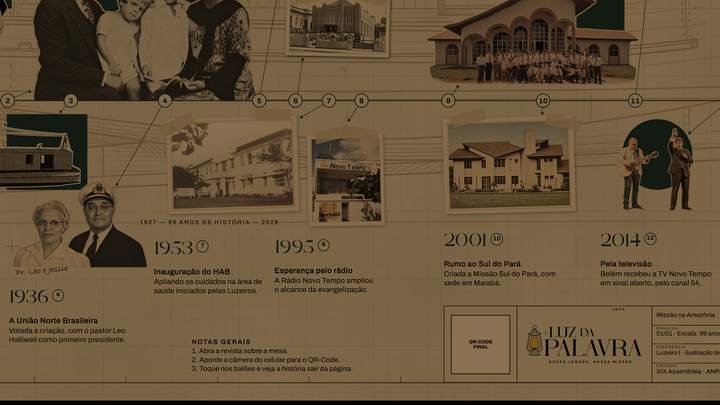 2 3 4 5 6 7 8 9 10 11
Novo Tempo
1927 — 99 ANOS DE HISTÓRIA — 2026
Pr. Leo e Jessie
1936 4
A União Norte Brasileira
Votada a criação, com o pastor Leo
Halliwell como primeiro presidente.
1953 7
Inauguração do HAB
Apliando os cuidados na área de
saúde iniciados pelas Luzeiros.
1995 8
Esperança pelo rádio
A Rádio Novo Tempo ampliou
o alcance da evangelização.
2001 10
Rumo ao Sul do Pará
Criada a Missão Sul do Pará, com
sede em Marabá.
2014 12
Pela televisão
Belém recebeu a TV Novo Tempo
em sinal aberto, pelo canal 54.
NOTAS GERAIS
1. Abra a revista sobre a mesa.
2. Aponte a câmera do celular para o QR-Code.
3. Toque nos balões e veja a história sair da página.
QR-CODE
FINAL
OBRA
LUZ DA
PALAVRA
NOSSO LEGADO, NOSSA MISSÃO
Missão na Amazônia
01/01 · Escala: 99 anos
Luzeiro I · ilustração
XIX Assembleia · ANPa